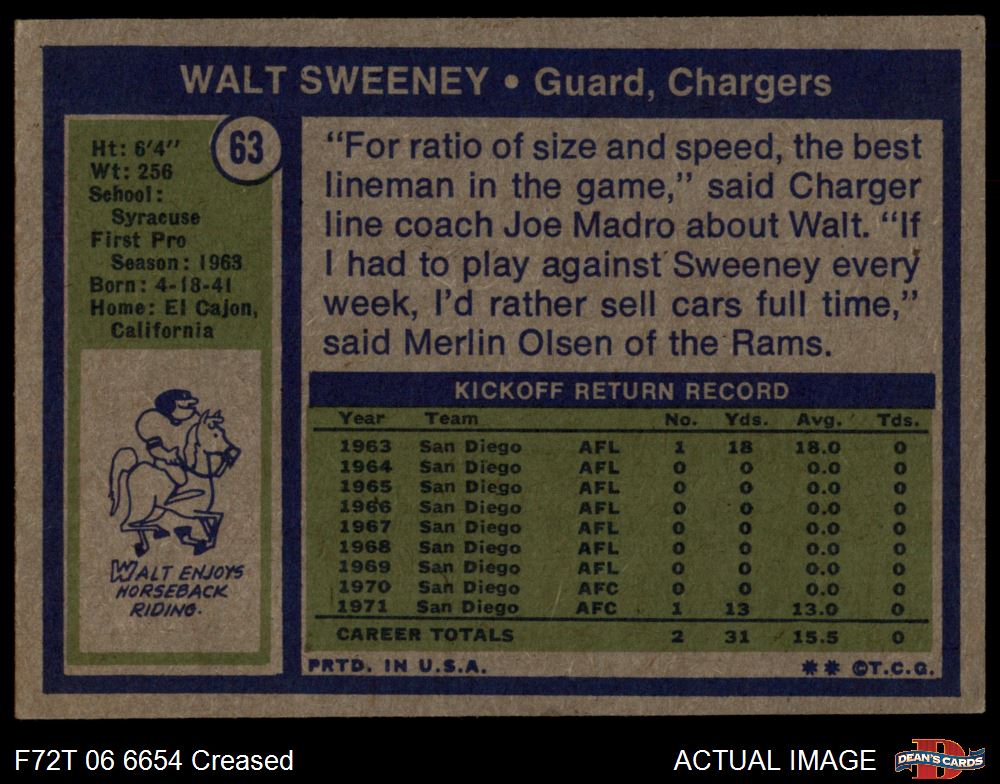 WALT SWEENEY • Guard, Chargers
63
Ht: 6'4"
Wt: 256
School:
Syracuse
First Pro
Season: 1963
Born: 4-18-41
Home: El Cajon,
California
WALT ENJOYS
HORSEBACK
RIDING.
“For ratio of size and speed, the best
lineman in the game,” said Charger
line coach Joe Madro about Walt. “If
I had to play against Sweeney every
week, I'd rather sell cars full time,”
said Merlin Olsen of the Rams.
KICKOFF RETURN RECORD
Year Team No. Yds. Avg. Tds.
1963 San Diego AFL 1 18 18.0 0
1964 San Diego AFL 0 0 0.0 0
1965 San Diego AFL 0 0 0.0 0
1966 San Diego AFL 0 0 0.0 0
1967 San Diego AFL 0 0 0.0 0
1968 San Diego AFL 0 0 0.0 0
1969 San Diego AFL 0 0 0.0 0
1970 San Diego AFC 0 0 0.0 0
1971 San Diego AFC 1 13 13.0 0
CAREER TOTALS 2 31 15.5 0
PRTD. IN U.S.A. ** ©T.C.G.
F72T 06 6654 Creased
ACTUAL IMAGE
D
DEAN'S CARDS